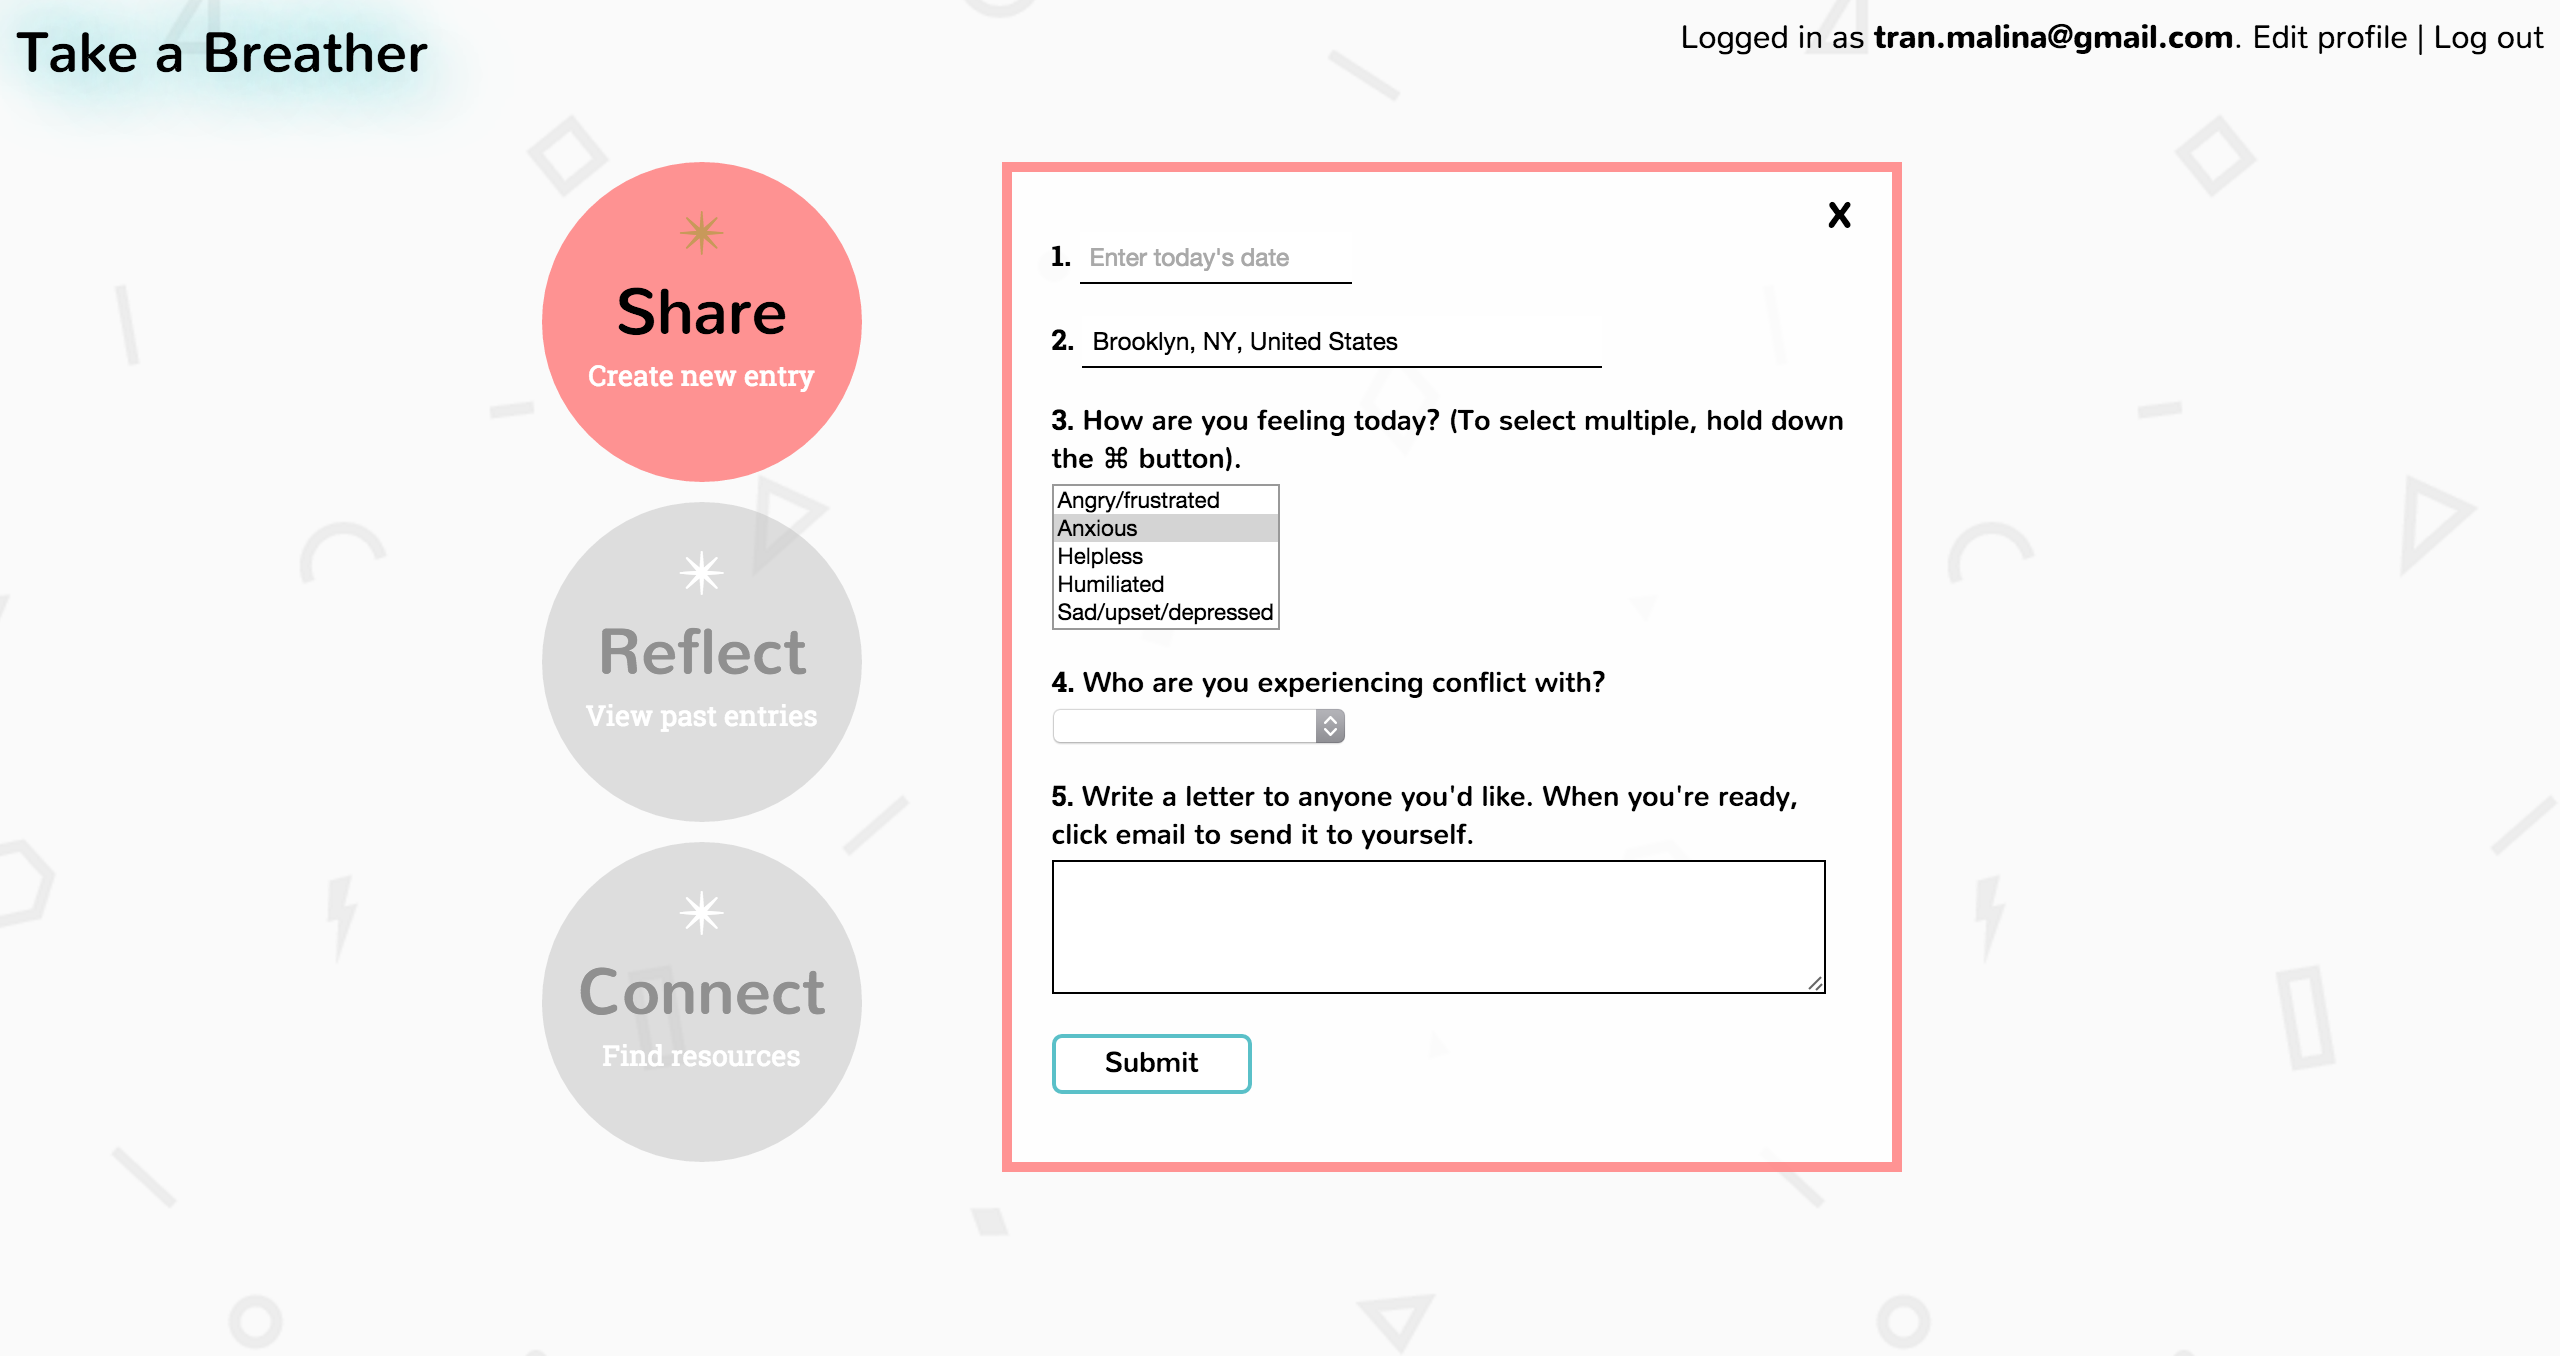 Take a Breather
Logged in as tran.malina@gmail.com. Edit profile | Log out
Share
Create new entry
Reflect
View past entries
Connect
Find resources
X
1. Enter today's date
2. Brooklyn, NY, United States
3. How are you feeling today? (To select multiple, hold down
the ⌘ button).
Angry/frustrated
Anxious
Helpless
Humiliated
Sad/upset/depressed
4. Who are you experiencing conflict with?
5. Write a letter to anyone you'd like. When you're ready,
click email to send it to yourself.
Submit